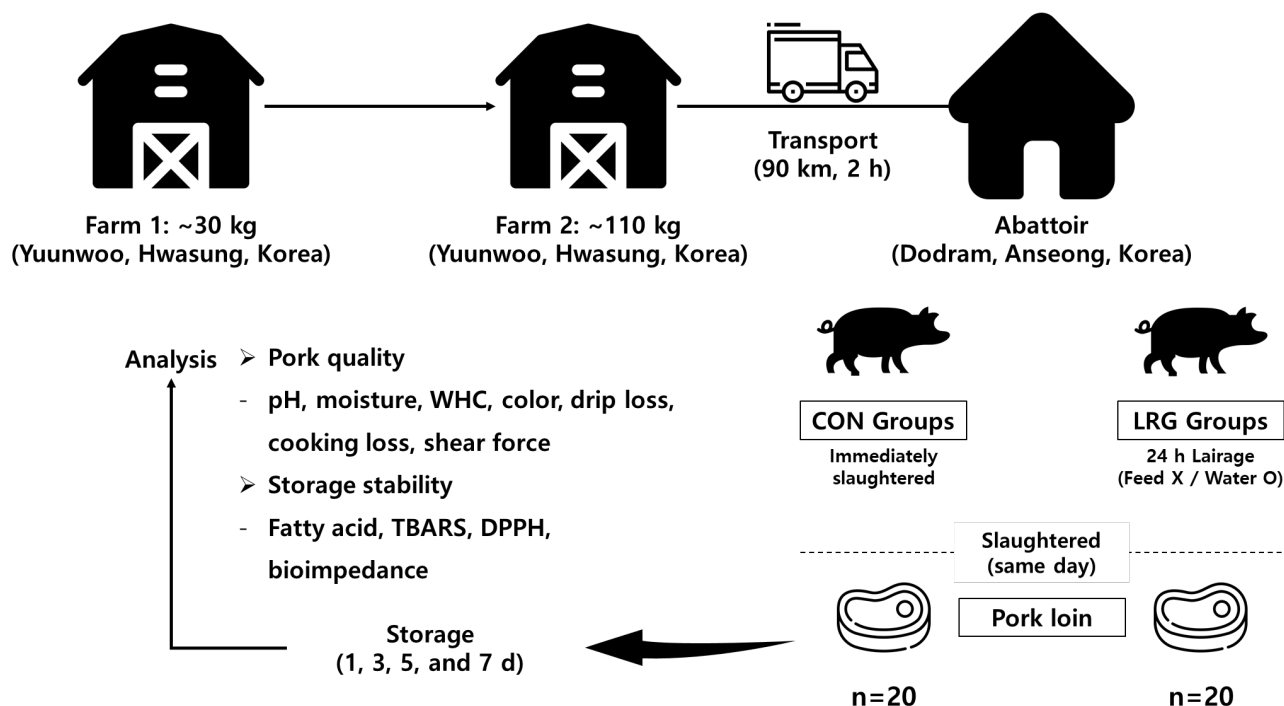 Farm 1: ~30 kg
(Yuunwoo, Hwasung, Korea)
Farm 2: ~110 kg
(Yuunwoo, Hwasung, Korea)
Transport
(90 km, 2 h)
Abattoir
(Dodram, Anseong, Korea)
CON Groups
Immediately
slaughtered
LRG Groups
24 h Lairage
(Feed X / Water O)
Slaughtered
(same day)
Pork loin
n=20
n=20
Storage
(1, 3, 5, and 7 d)
Analysis
➢ Pork quality
- pH, moisture, WHC, color, drip loss,
cooking loss, shear force
➢ Storage stability
- Fatty acid, TBARS, DPPH,
bioimpedance